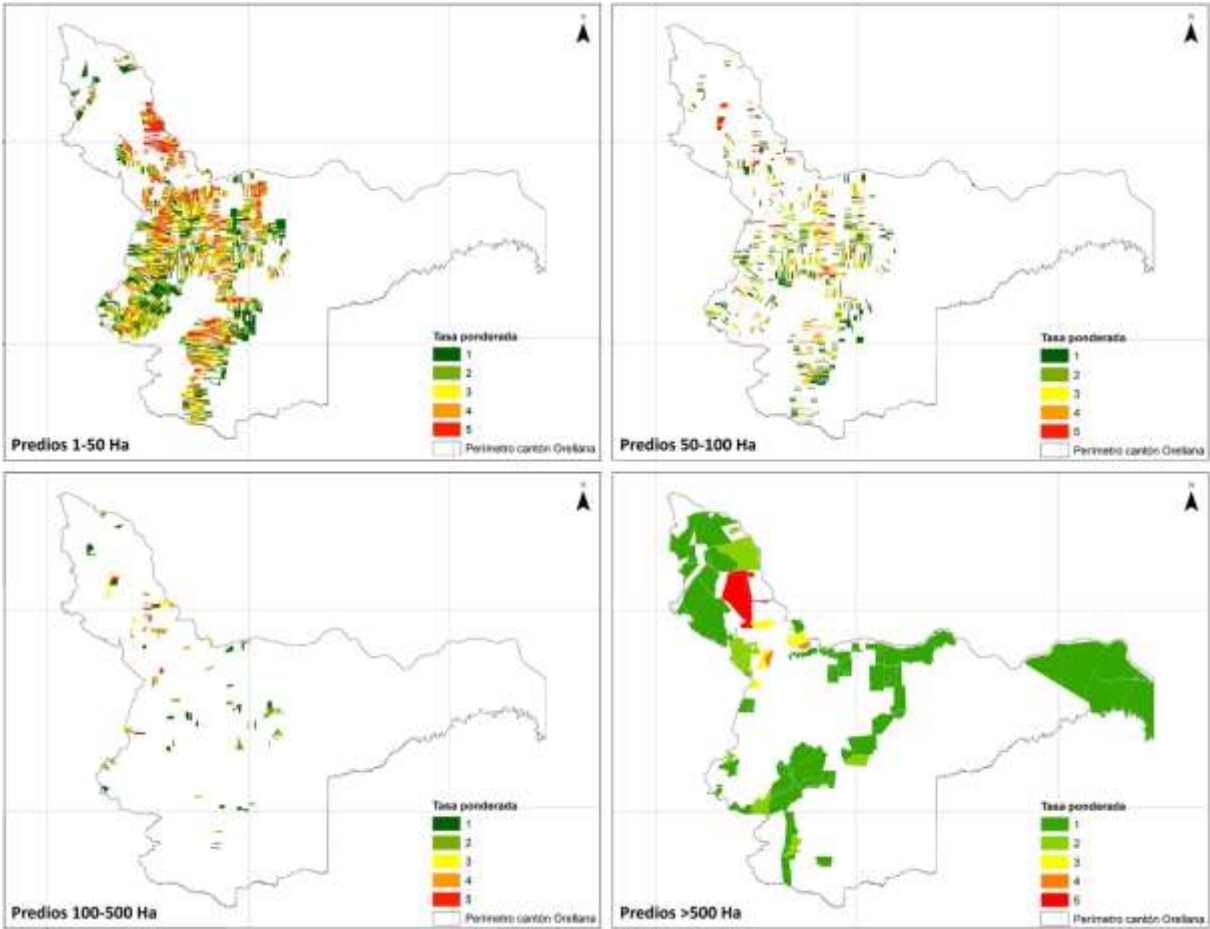 N
Tasa ponderada
1
2
3
4
5
Perímetro cantón Orellana
Predios 1-50 Ha
N
Tasa ponderada
1
2
3
4
5
Perímetro cantón Orellana
Predios 50-100 Ha
N
Tasa ponderada
1
2
3
4
5
Perímetro cantón Orellana
Predios 100-500 Ha
N
Tasa ponderada
1
2
3
4
5
Perímetro cantón Orellana
Predios >500 Ha